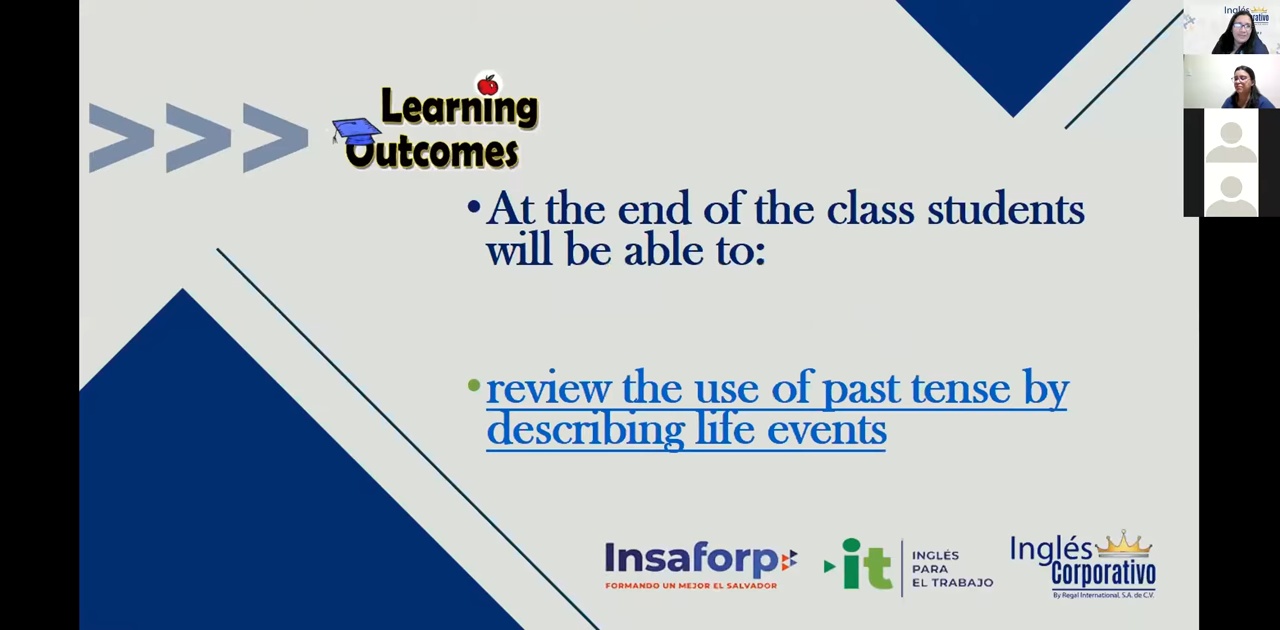 Learning
Outcomes
•At the end of the class students
will be able to:
•review the use of past tense by
describing life events
Insaforp
FORMANDO UN MEJOR EL SALVADOR
it
INGLÉS
PARA
EL TRABAJO
Inglés
Corporativo
By Regal International, S.A. de C.V.
Inglés